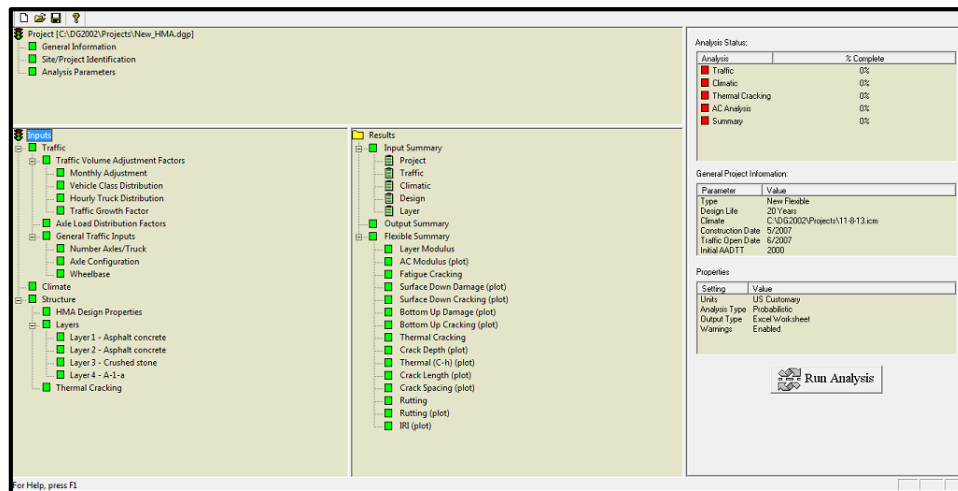 Project [C:\DG2002\Projects\New_HMA.dgp]
General Information
Site/Project Identification
Analysis Parameters
Inputs
Traffic
Traffic Volume Adjustment Factors
Monthly Adjustment
Vehicle Class Distribution
Hourly Truck Distribution
Traffic Growth Factor
Axle Load Distribution Factors
General Traffic Inputs
Number Axles/Truck
Axle Configuration
Wheelbase
Climate
Structure
HMA Design Properties
Layers
Layer 1 - Asphalt concrete
Layer 2 - Asphalt concrete
Layer 3 - Crushed stone
Layer 4 - A-1-a
Thermal Cracking
Results
Input Summary
Project
Traffic
Climatic
Design
Layer
Output Summary
Flexible Summary
Layer Modulus
AC Modulus (plot)
Fatigue Cracking
Surface Down Damage (plot)
Surface Down Cracking (plot)
Bottom Up Damage (plot)
Bottom Up Cracking (plot)
Thermal Cracking
Crack Depth (plot)
Thermal (C-h) (plot)
Crack Length (plot)
Crack Spacing (plot)
Rutting
Rutting (plot)
IRI (plot)
Analysis Status:
Analysis % Complete
Traffic 0%
Climatic 0%
Thermal Cracking 0%
AC Analysis 0%
Summary 0%
General Project Information:
Parameter Value
Type New Flexible
Design Life 20 Years
Climate C:\DG2002\Projects\11-8-13.icm
Construction Date 5/2007
Traffic Open Date 6/2007
Initial AADTT 2000
Properties
Setting Value
Units US Customary
Analysis Type Probabilistic
Output Type Excel Worksheet
Warnings Enabled
Run Analysis
For Help, press F1